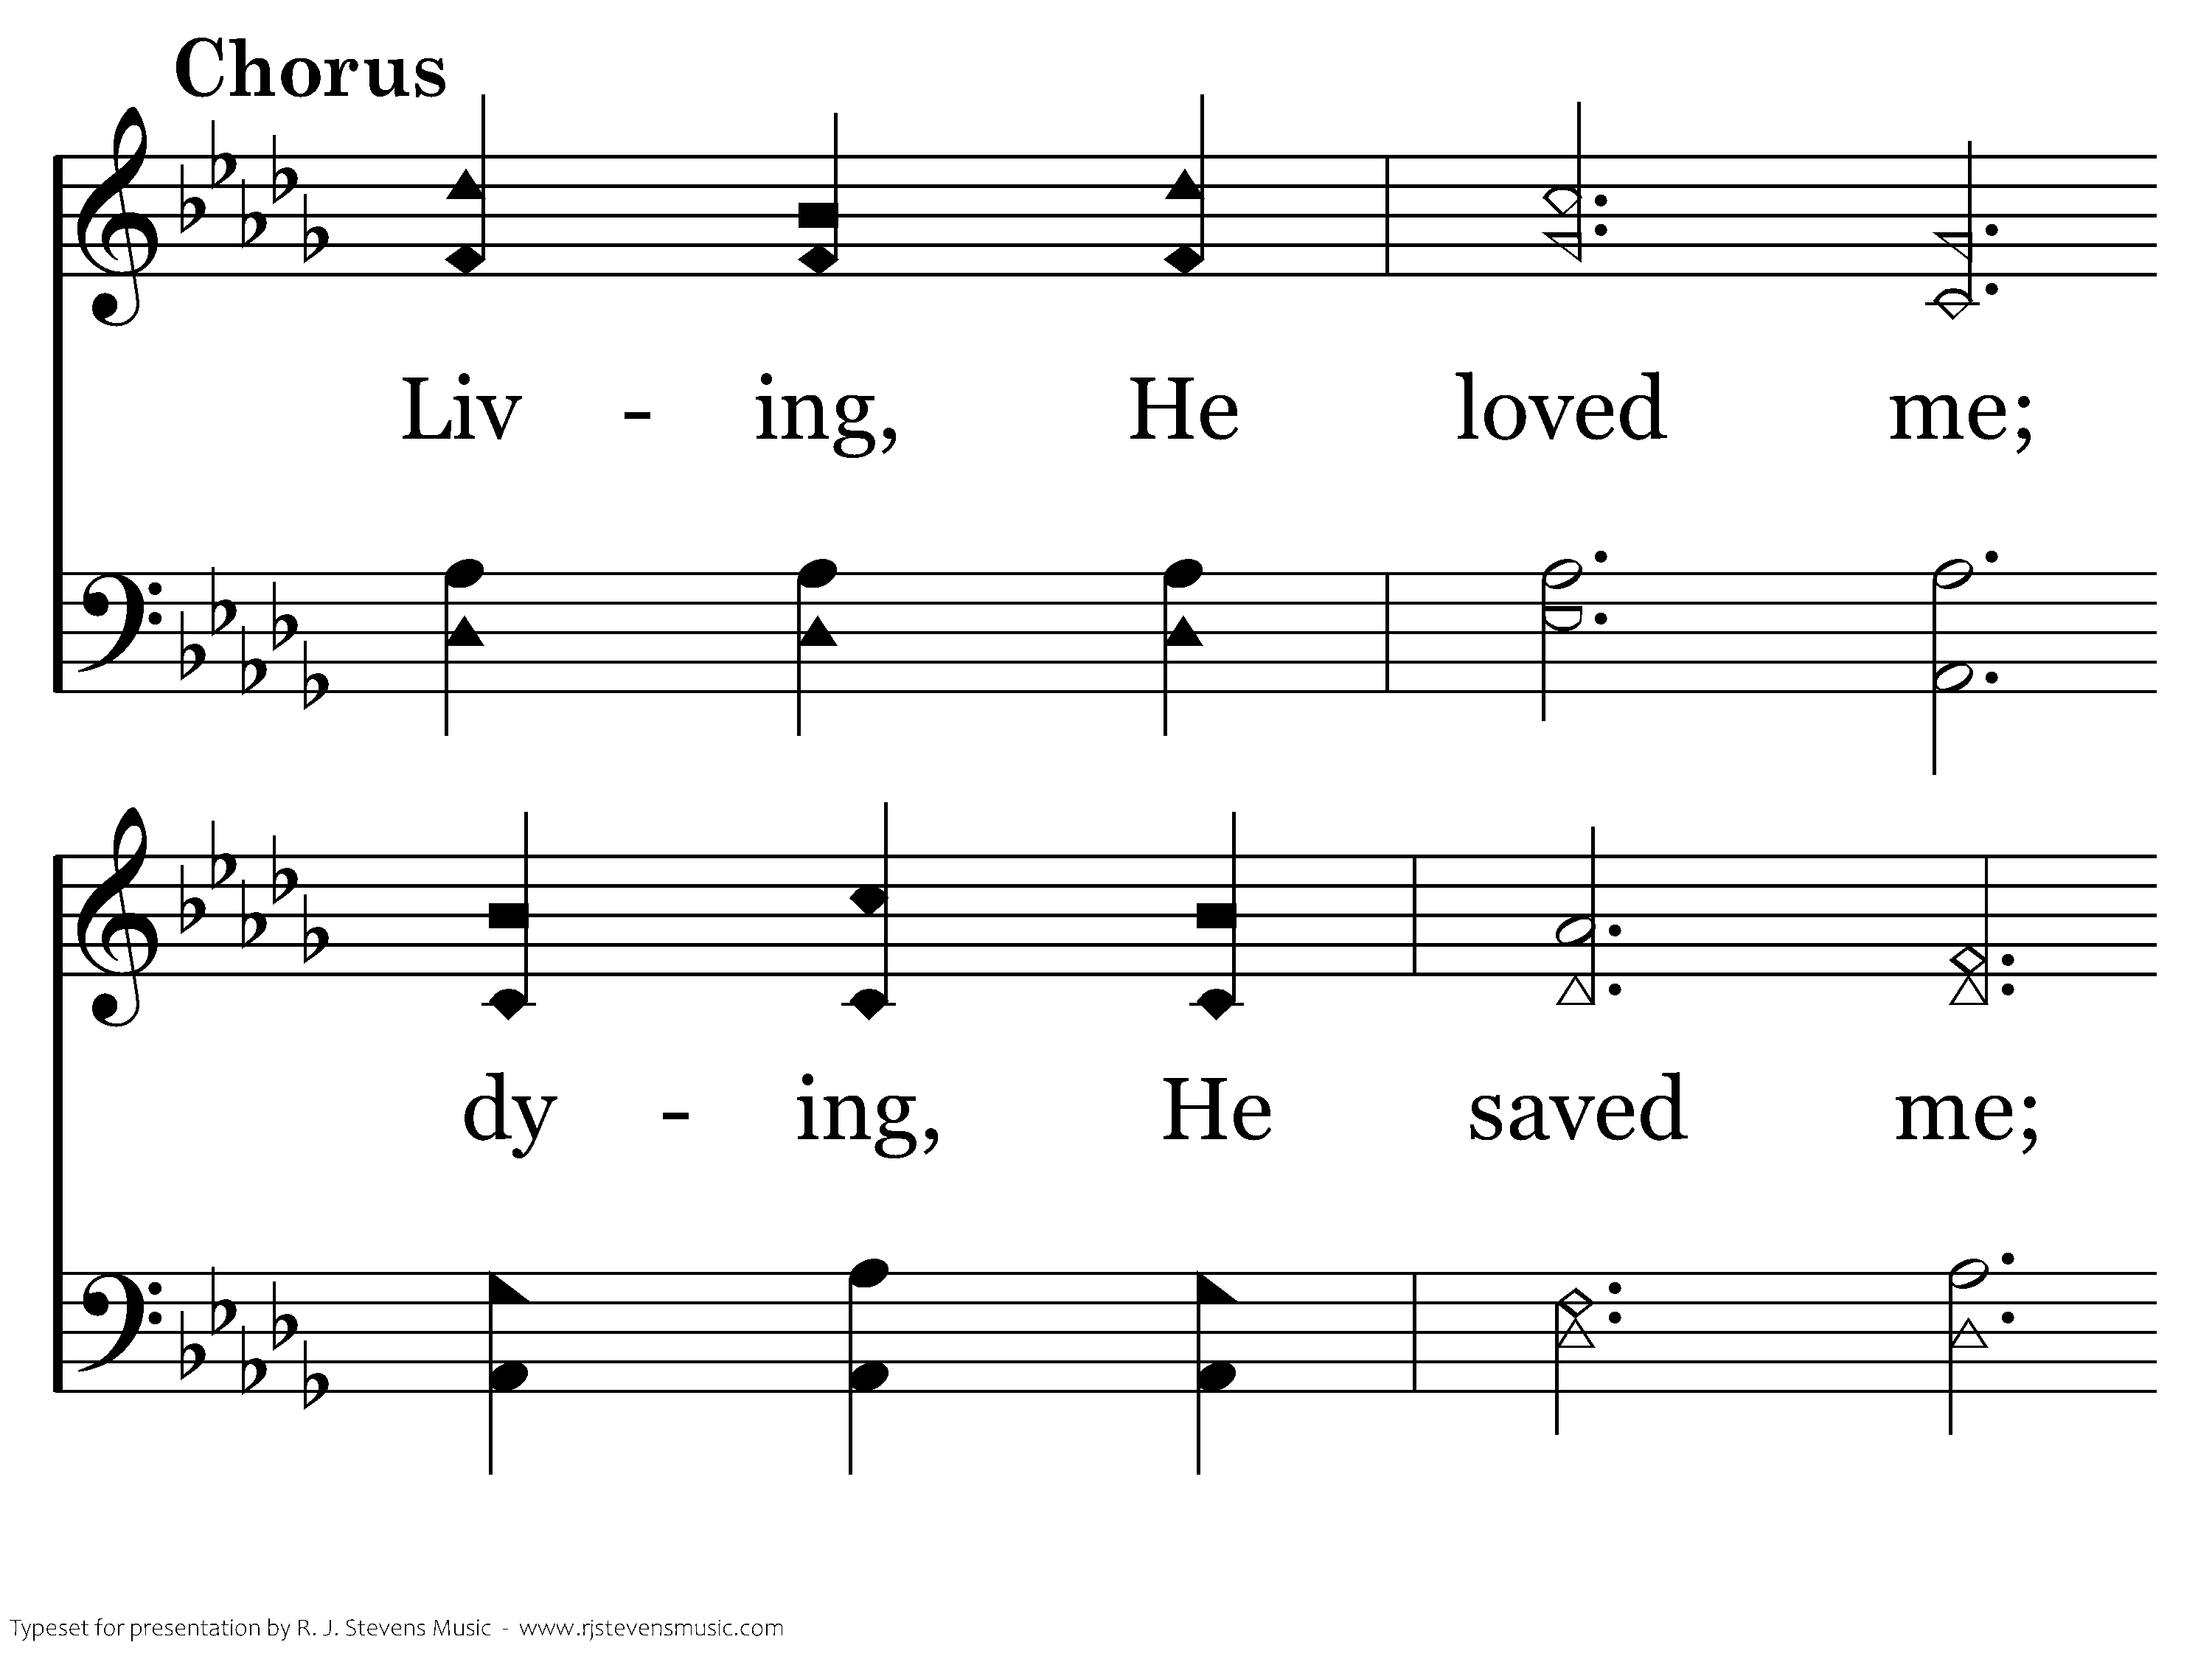 Chorus
Liv - ing, He loved me;
dy - ing, He saved me;
Typeset for presentation by R. J. Stevens Music - www.rjstevensmusic.com